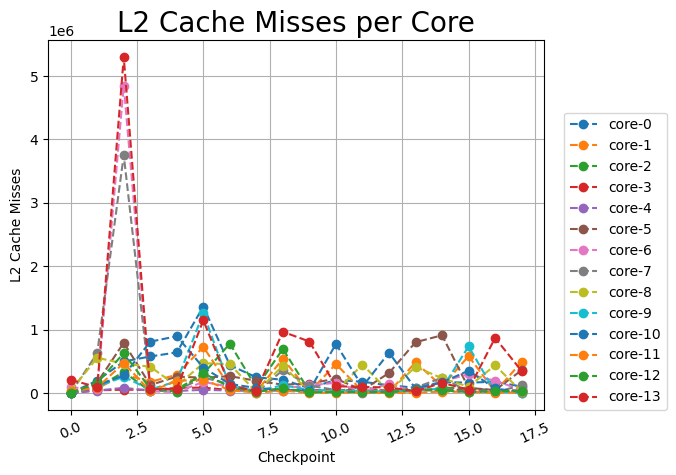 L2 Cache Misses per Core
1e6
5
4
3
2
1
0
L2 Cache Misses
0.0
2.5
5.0
7.5
10.0
12.5
15.0
17.5
Checkpoint
core-0
core-1
core-2
core-3
core-4
core-5
core-6
core-7
core-8
core-9
core-10
core-11
core-12
core-13